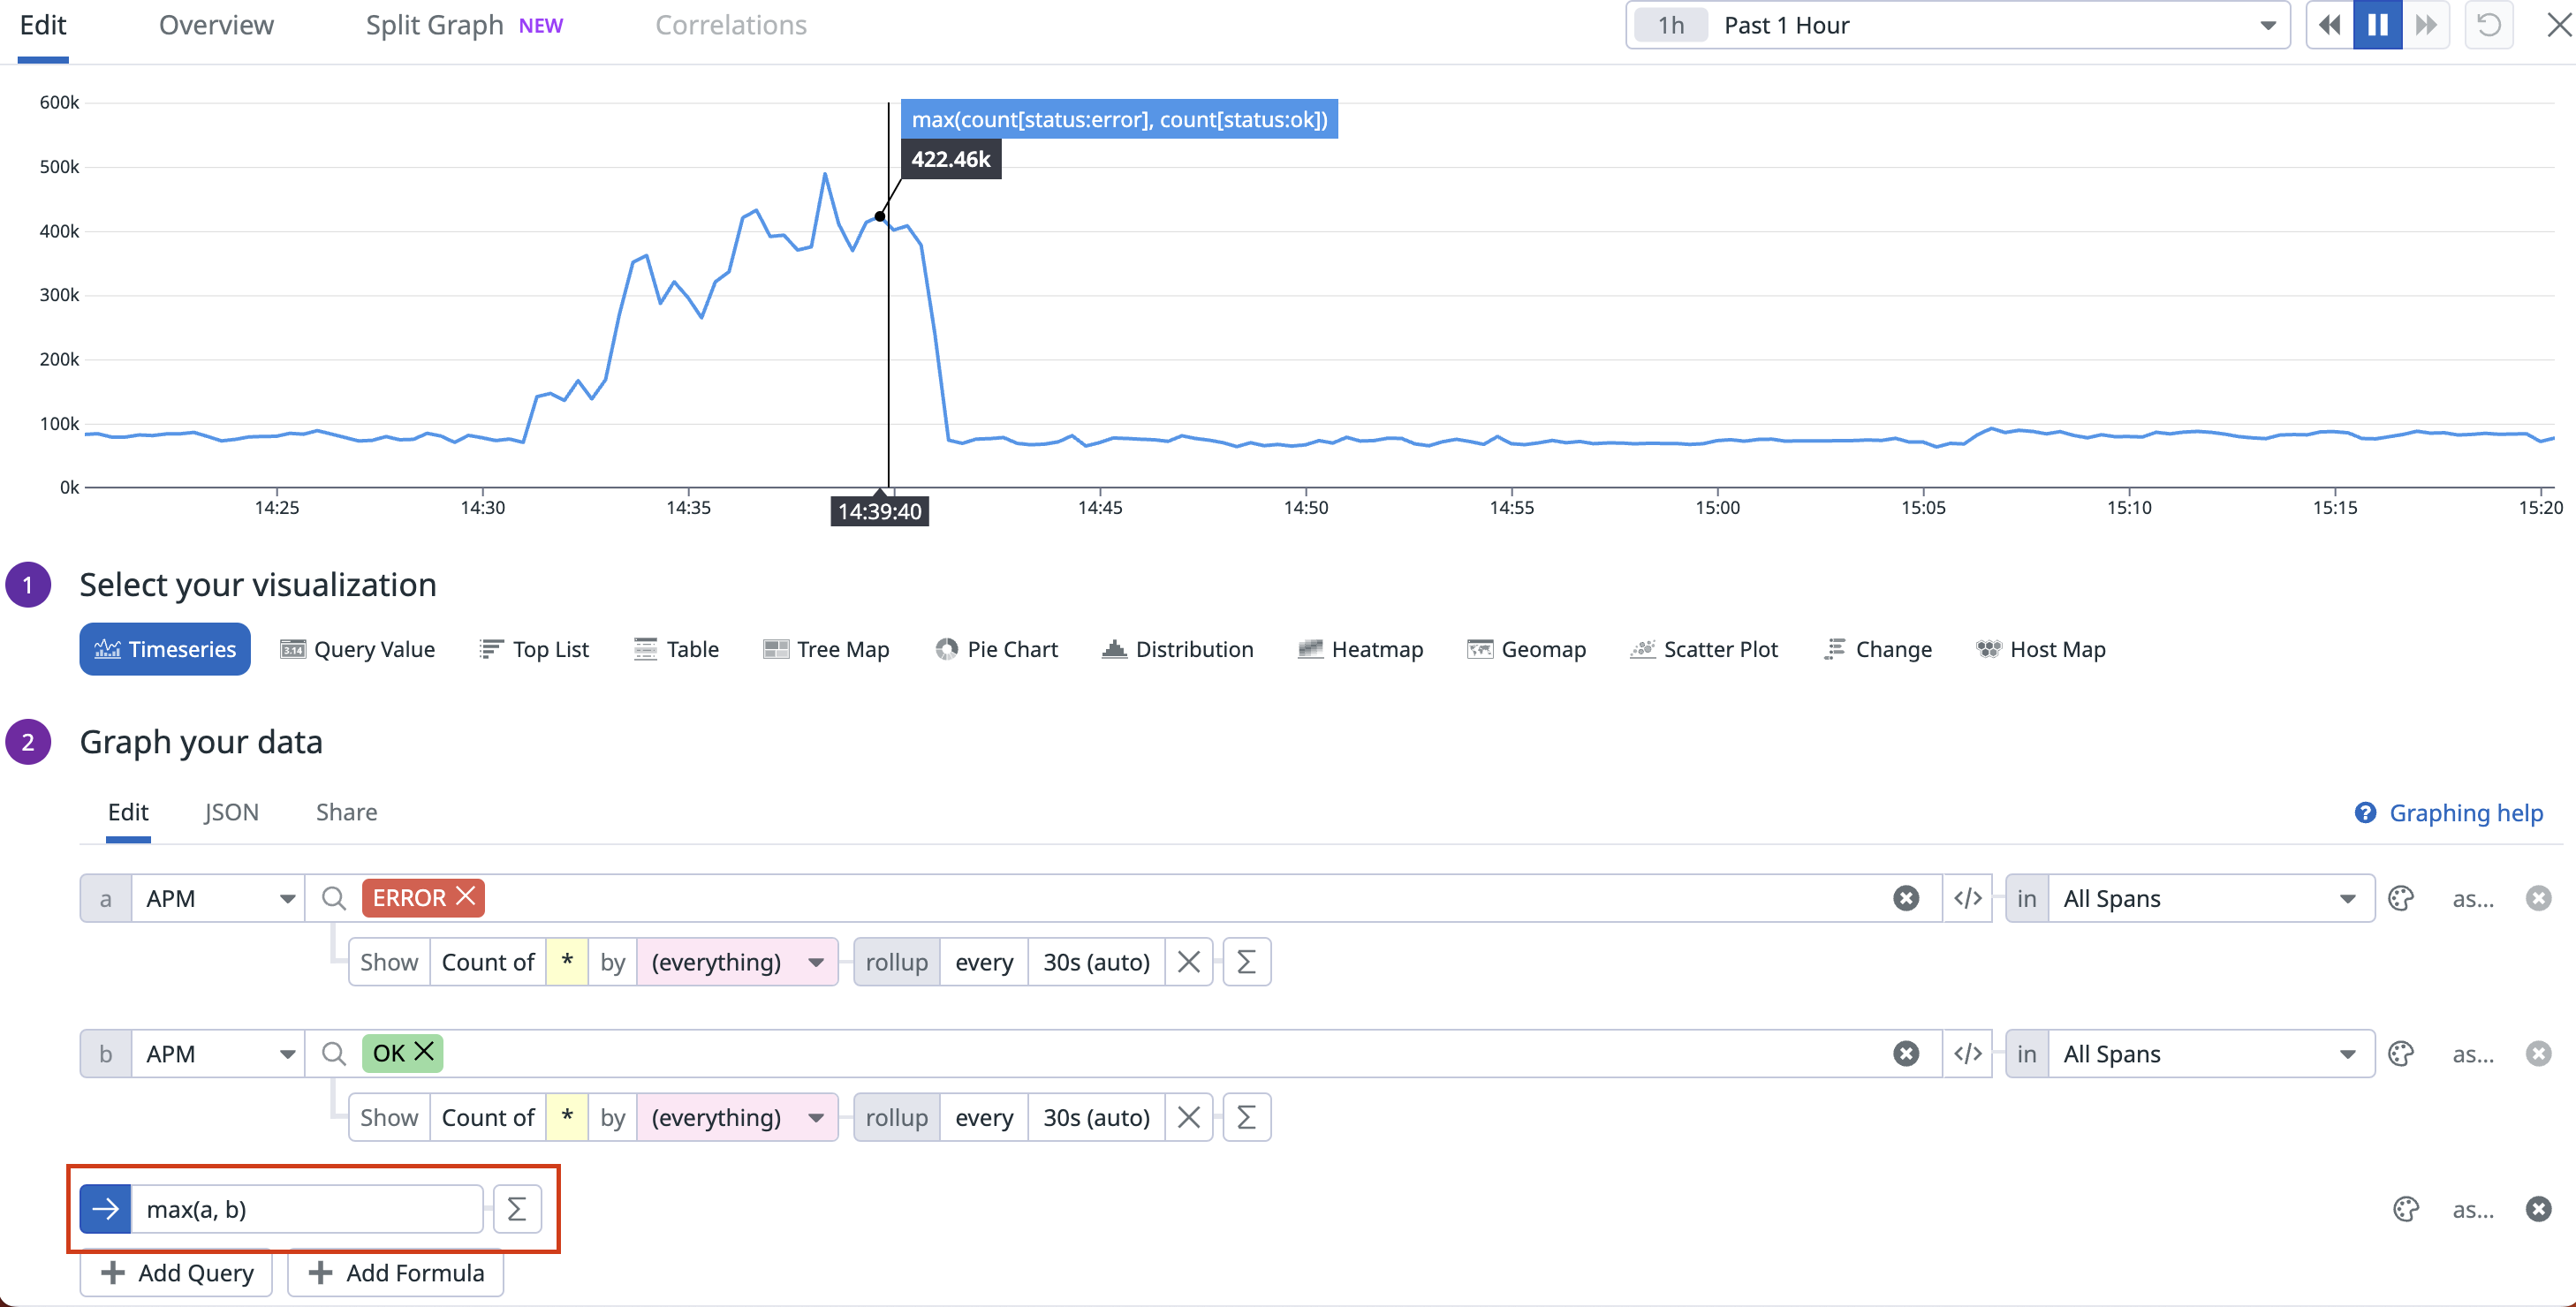 Edit Overview Split Graph NEW Correlations 1h Past 1 Hour
600k
max(count[status:error], count[status:ok])
422.46k
500k
400k
300k
200k
100k
0k
14:25 14:30 14:35 14:39:40 14:45 14:50 14:55 15:00 15:05 15:10 15:15 15:20
1 Select your visualization
Timeseries 3.14 Query Value Top List Table Tree Map Pie Chart Distribution Heatmap Geomap Scatter Plot Change Host Map
2 Graph your data
Edit JSON Share ? Graphing help
a APM ERROR </> in All Spans as...
Show Count of * by (everything) rollup every 30s (auto) Σ
b APM OK </> in All Spans as...
Show Count of * by (everything) rollup every 30s (auto) Σ
max(a, b) Σ as...
Add Query Add Formula